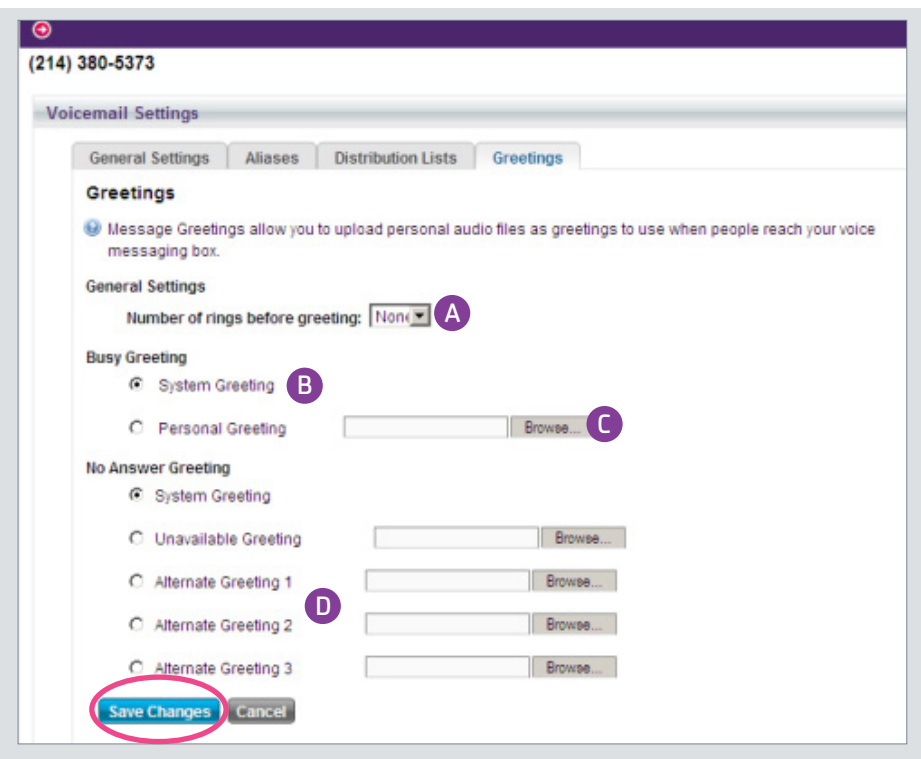 (214) 380-5373
Voicemail Settings
General Settings Aliases Distribution Lists Greetings
Greetings
Message Greetings allow you to upload personal audio files as greetings to use when people reach your voice
messaging box.
General Settings
Number of rings before greeting: None A
Busy Greeting
System Greeting B
Personal Greeting Browse... C
No Answer Greeting
System Greeting
Unavailable Greeting Browse...
Alternate Greeting 1 Browse...
D
Alternate Greeting 2 Browse...
Alternate Greeting 3 Browse...
Save Changes Cancel